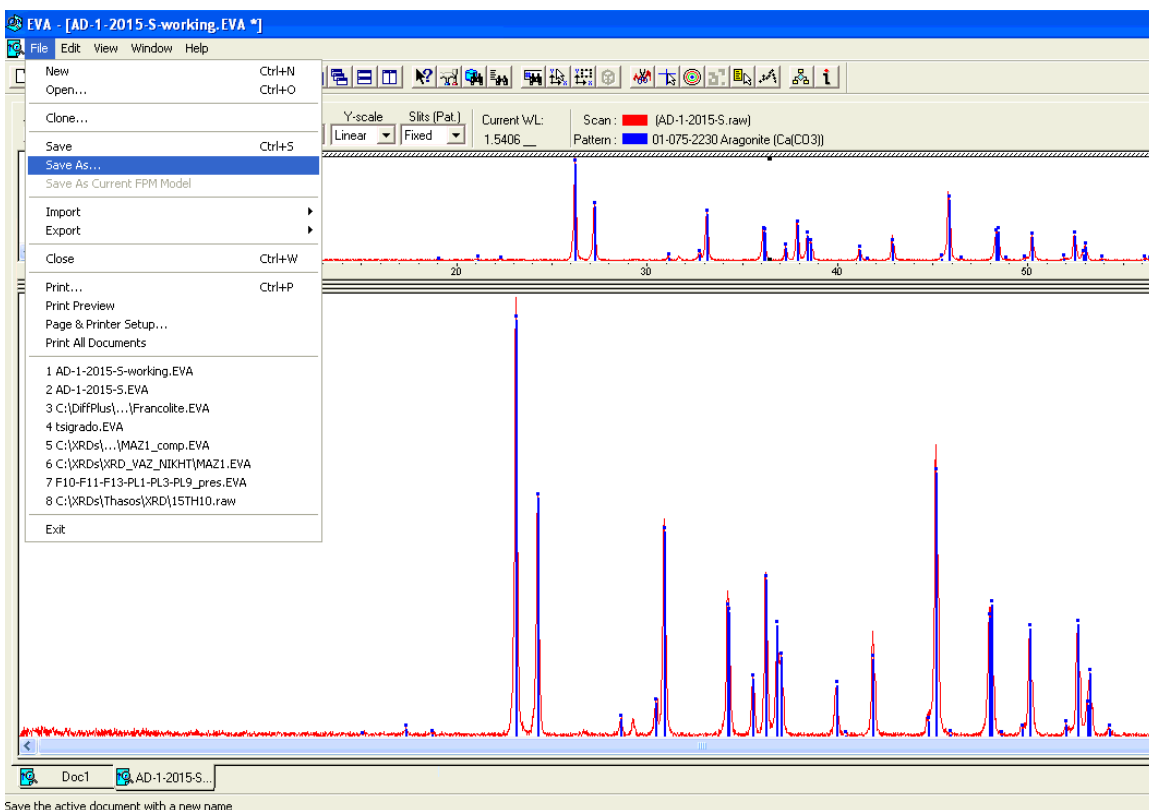 EVA - [AD-1-2015-S-working.EVA *]
File Edit View Window Help
New Ctrl+N
Open... Ctrl+O
Clone...
Save Ctrl+S
Save As...
Save As Current FPM Model
Import
Export
Close Ctrl+W
Print... Ctrl+P
Print Preview
Page & Printer Setup...
Print All Documents
1 AD-1-2015-S-working.EVA
2 AD-1-2015-S.EVA
3 C:\DiffPlus\...\Francolite.EVA
4 tsigrado.EVA
5 C:\XRDs\...\MAZ1_comp.EVA
6 C:\XRDs\XRD_VAZ_NIKHT\MAZ1.EVA
7 F10-F11-F13-PL1-PL3-PL9_pres.EVA
8 C:\XRDs\Thasos\XRD\15TH10.raw
Exit
Y-scale Slits (Pat.) Current WL: Scan : (AD-1-2015-S.raw)
Linear Fixed 1.5406 __ Pattern : 01-075-2230 Aragonite (Ca(CO3))
20 30 40 50
Doc1 AD-1-2015-S...
Save the active document with a new name